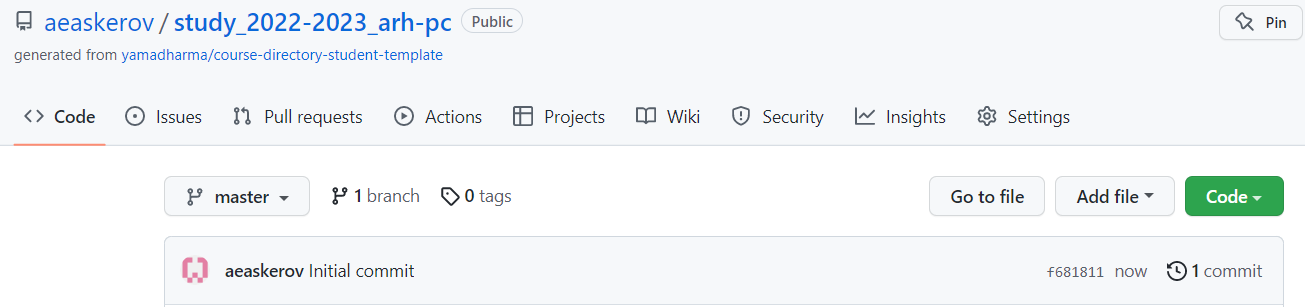 aeaskerov / study_2022-2023_arh-pc Public Pin
generated from yamadharma/course-directory-student-template
Code Issues Pull requests Actions Projects Wiki Security Insights Settings
master 1 branch 0 tags Go to file Add file Code
aeaskerov Initial commit f681811 now 1 commit